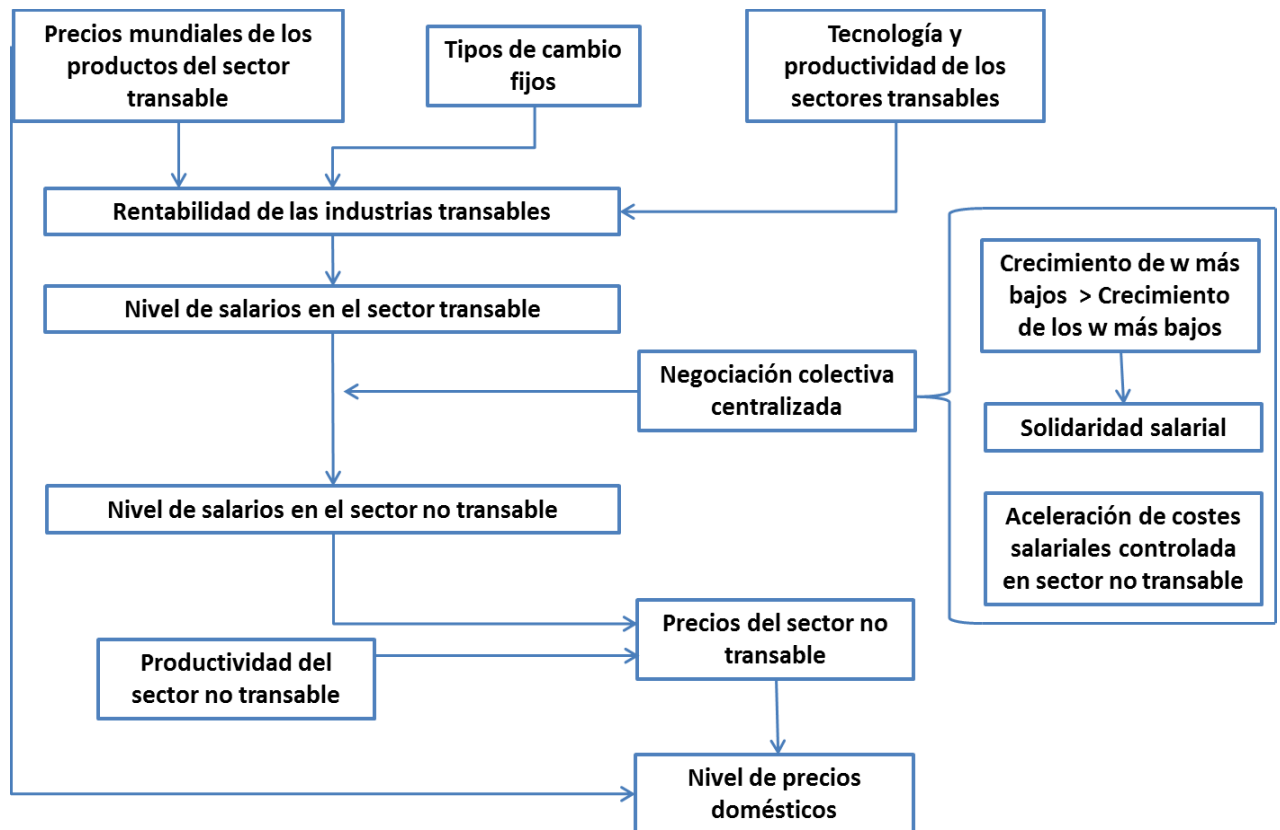 Precios mundiales de los
productos del sector
transable
Tipos de cambio
fijos
Tecnología y
productividad de los
sectores transables
Rentabilidad de las industrias transables
Nivel de salarios en el sector transable
Crecimiento de w más
bajos > Crecimiento
de los w más bajos
Negociación colectiva
centralizada
Solidaridad salarial
Nivel de salarios en el sector no transable
Aceleración de costes
salariales controlada
en sector no transable
Precios del sector no
transable
Productividad del
sector no transable
Nivel de precios
domésticos